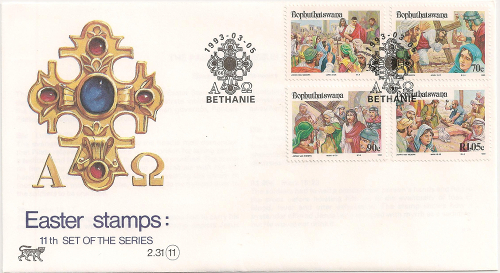 1993-03-05
Α Ω
BETHANIE
1993-03-05
Α Ω
BETHANIE
Bophuthatswana
Bophuthatswana
70c
Bophuthatswana
90c
Bophuthatswana
R1.05c
Α Ω
Easter stamps:
11th SET OF THE SERIES
2.31 11